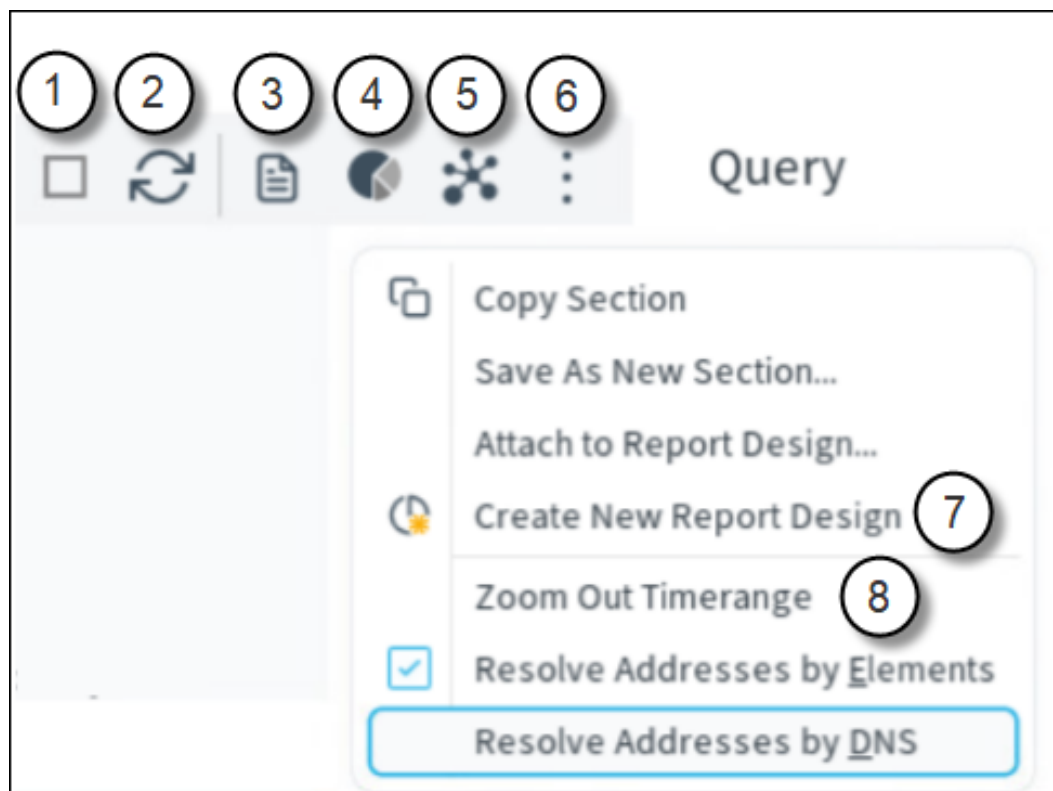 1 2 3 4 5 6
Query
Copy Section
Save As New Section...
Attach to Report Design...
Create New Report Design 7
Zoom Out Timerange 8
Resolve Addresses by Elements
Resolve Addresses by DNS